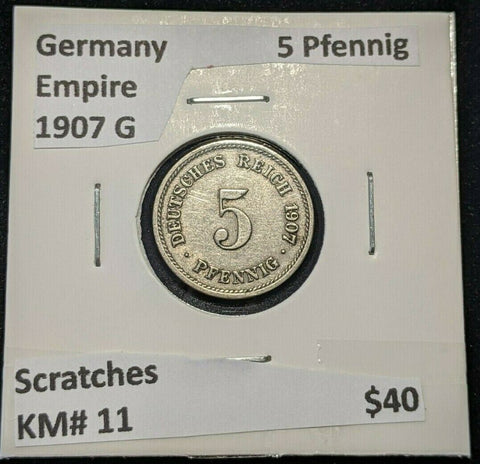 Germany 5 Pfennig
Empire
1907 G
DEUTSCHES REICH 1907
5
· PFENNIG ·
Scratches
KM# 11 $40